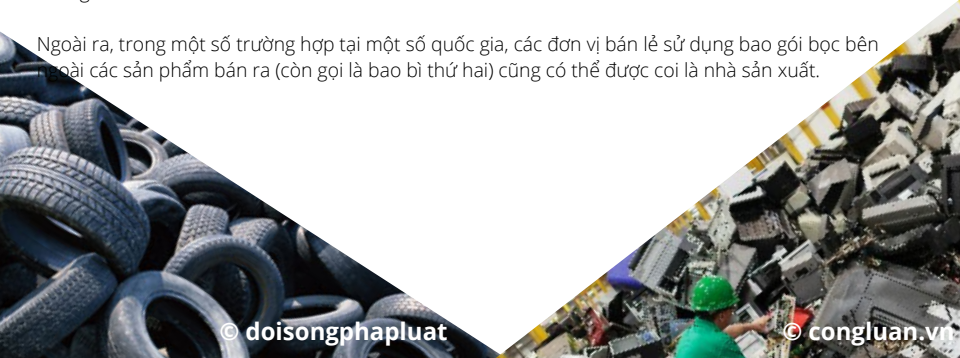 Ngoài ra, trong một số trường hợp tại một số quốc gia, các đơn vị bán lẻ sử dụng bao gói bọc bên
ngoài các sản phẩm bán ra (còn gọi là bao bì thứ hai) cũng có thể được coi là nhà sản xuất.
© doisongphapluat
© congluan.vn